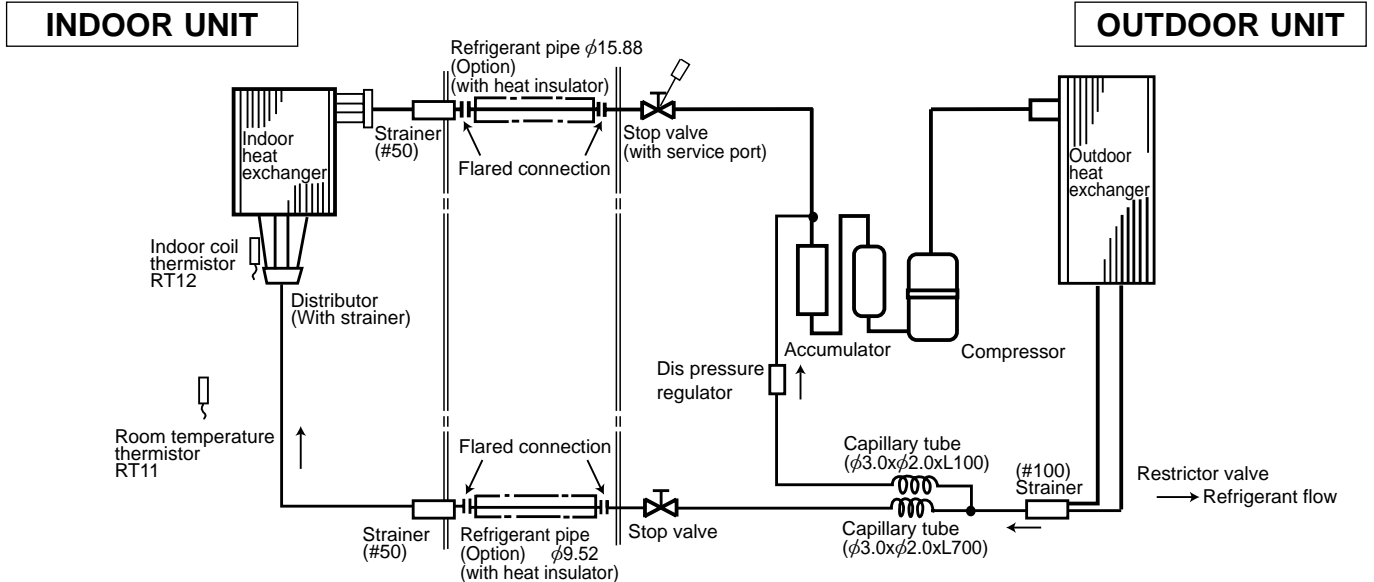 INDOOR UNIT
OUTDOOR UNIT
Refrigerant pipe ϕ15.88
(Option)
(with heat insulator)
Indoor
heat
exchanger
Strainer
(#50)
Flared connection
Stop valve
(with service port)
Outdoor
heat
exchanger
Indoor coil
thermistor
RT12
Distributor
(With strainer)
Accumulator
Compressor
Dis pressure
regulator
Room temperature
thermistor
RT11
Flared connection
Capillary tube
(ϕ3.0xϕ2.0xL100)
(#100)
Strainer
Restrictor valve
Refrigerant flow
Strainer
(#50)
Refrigerant pipe
(Option) ϕ9.52
(with heat insulator)
Stop valve
Capillary tube
(ϕ3.0xϕ2.0xL700)